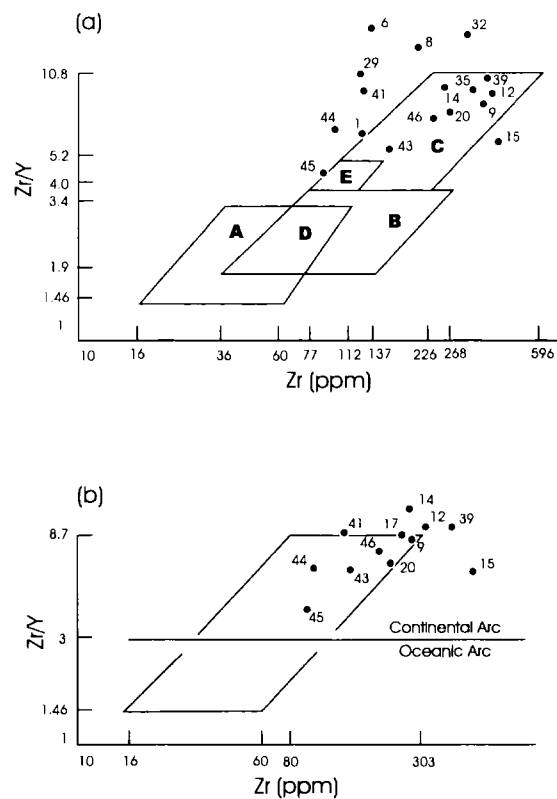 (a)
6
32
8
10.8
29
35
39
41
14
12
44
1
46
20
9
C
15
5.2
43
45
E
4.0
3.4
Zr/Y
A
D
B
1.9
1.46
1
10 16 36 60 77 112 137 226 268 596
Zr (ppm)
(b)
14
41
17
12
39
8.7
46
9
44
43
20
15
45
Zr/Y
Continental Arc
3
Oceanic Arc
1.46
1
10 16 60 80 303
Zr (ppm)